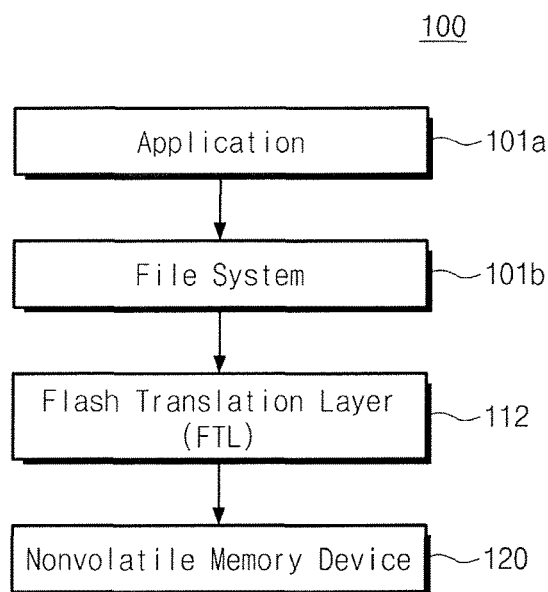 100
Application
101a
File System
101b
Flash Translation Layer
(FTL)
112
Nonvolatile Memory Device
120